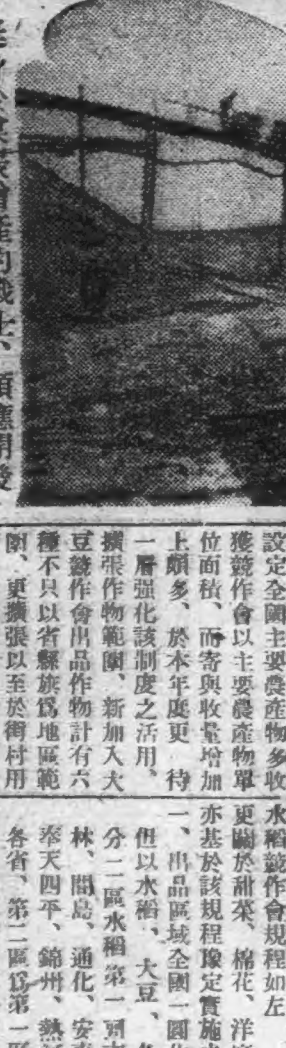 設定全國主要農產物多收
獲競作會以主要農產物單
位面積、而寄與收量增加
上頗多、於本年度更　待
一層强化該制度之活用、
擴張作物範圍、新加入大
豆競作會出品作物計有六
種不只以省縣旗爲地區範
圍、更擴張以至於街村用
水稻競作會規程如左
更關於甜菜、棉花、洋
亦基於該規程豫定實施
一、出品區域全國一圓
但以水稻、大豆、
分二區水稻第一
林、間島、通化、安
奉天四平、錦州、熱
各省、第二區爲第一